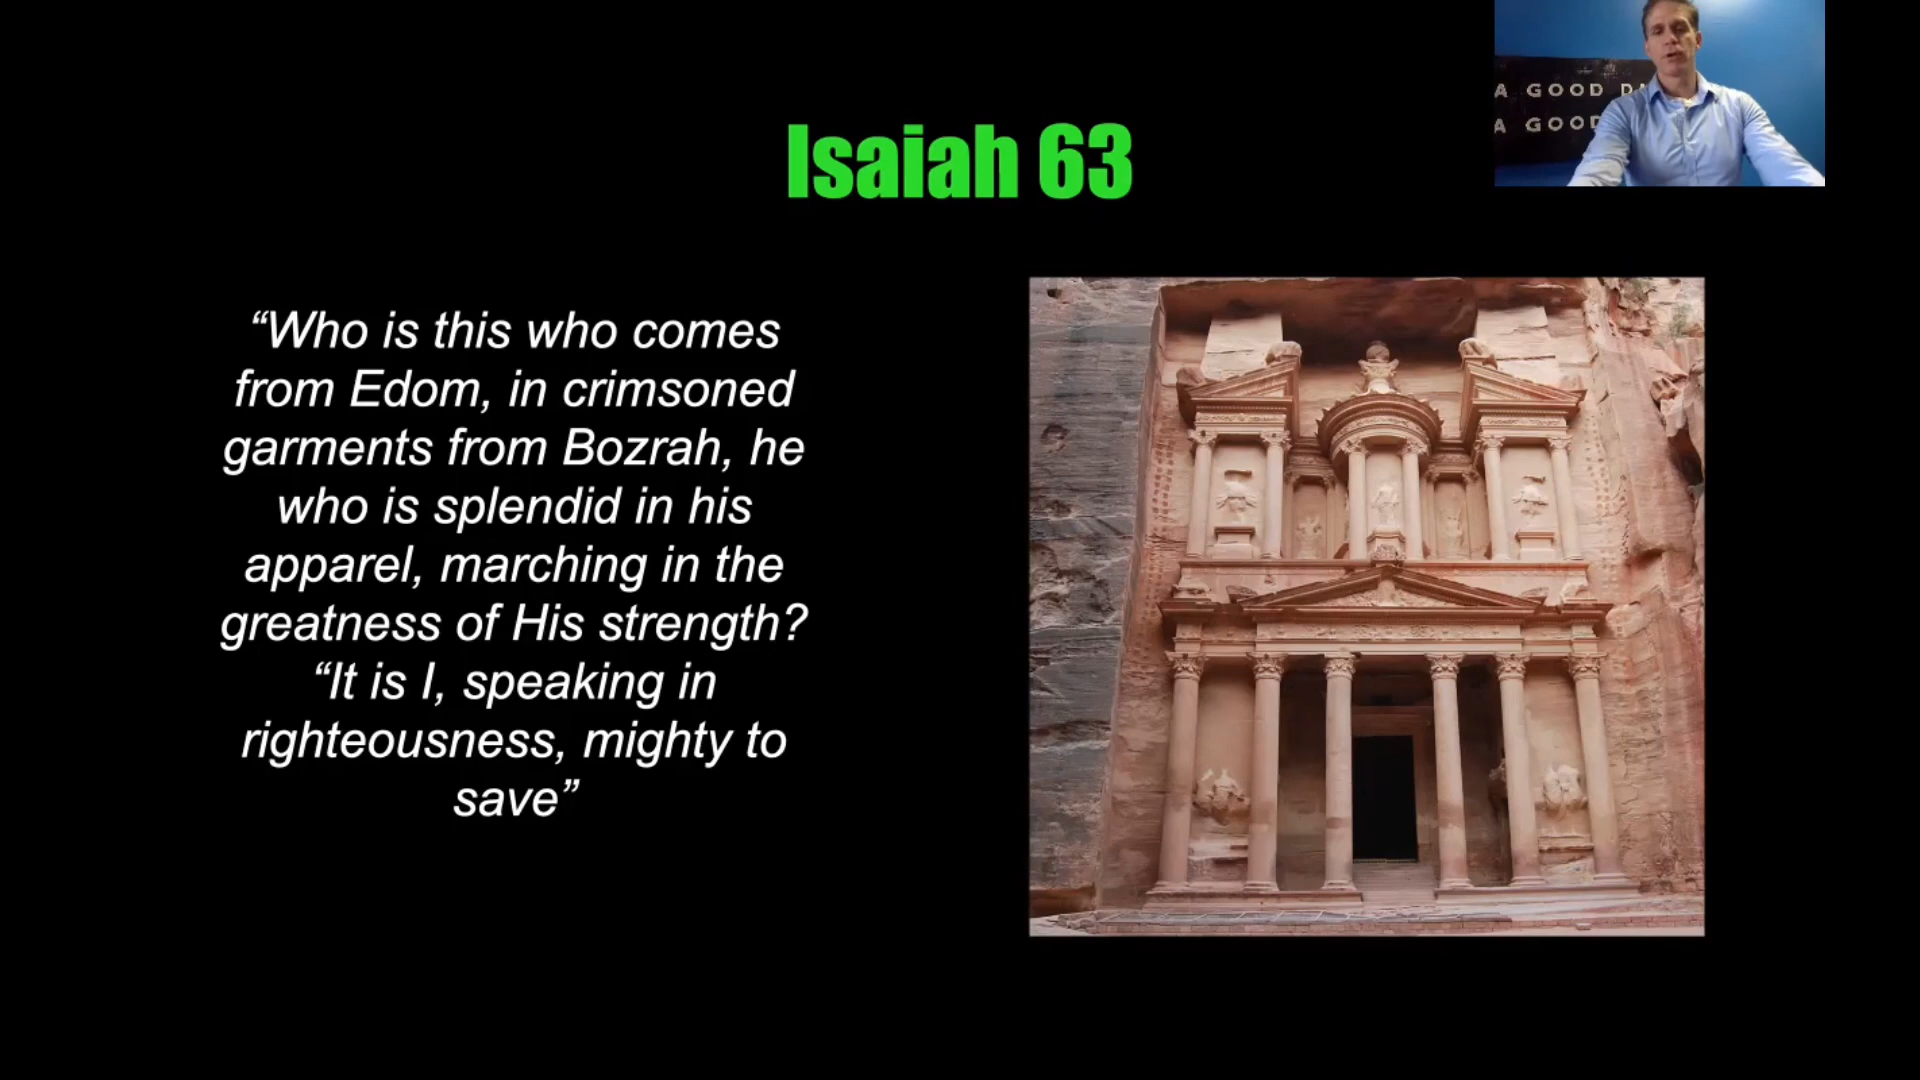 Isaiah 63
“Who is this who comes
from Edom, in crimsoned
garments from Bozrah, he
who is splendid in his
apparel, marching in the
greatness of His strength?
“It is I, speaking in
righteousness, mighty to
save”
A GOOD
A GOOD